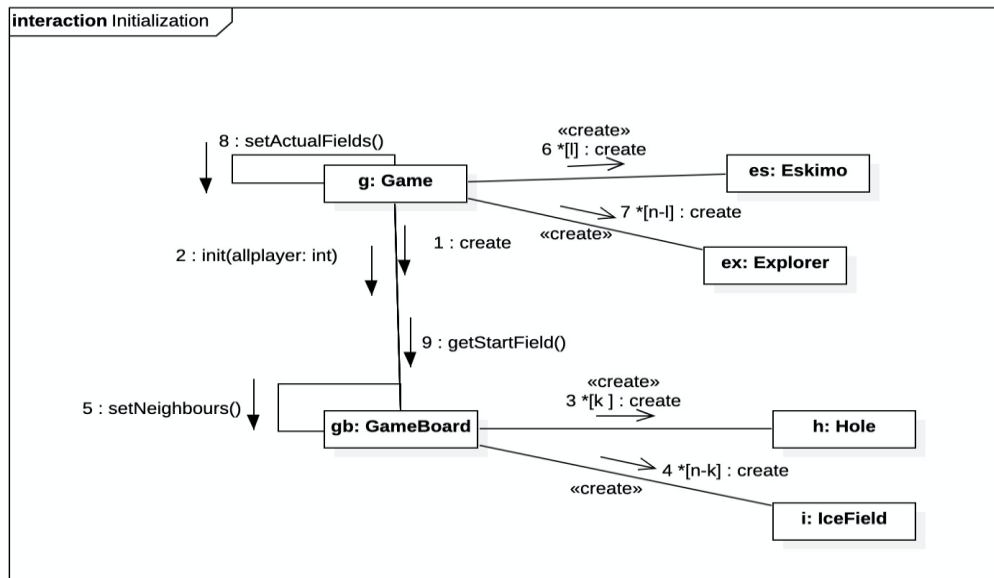 interaction Initialization
«create»
8 : setActualFields()
6 *[l] : create
g: Game
es: Eskimo
7 *[n-l] : create
«create»
1 : create
2 : init(allplayer: int)
ex: Explorer
9 : getStartField()
«create»
5 : setNeighbours()
3 *[k ] : create
gb: GameBoard
h: Hole
4 *[n-k] : create
«create»
i: IceField